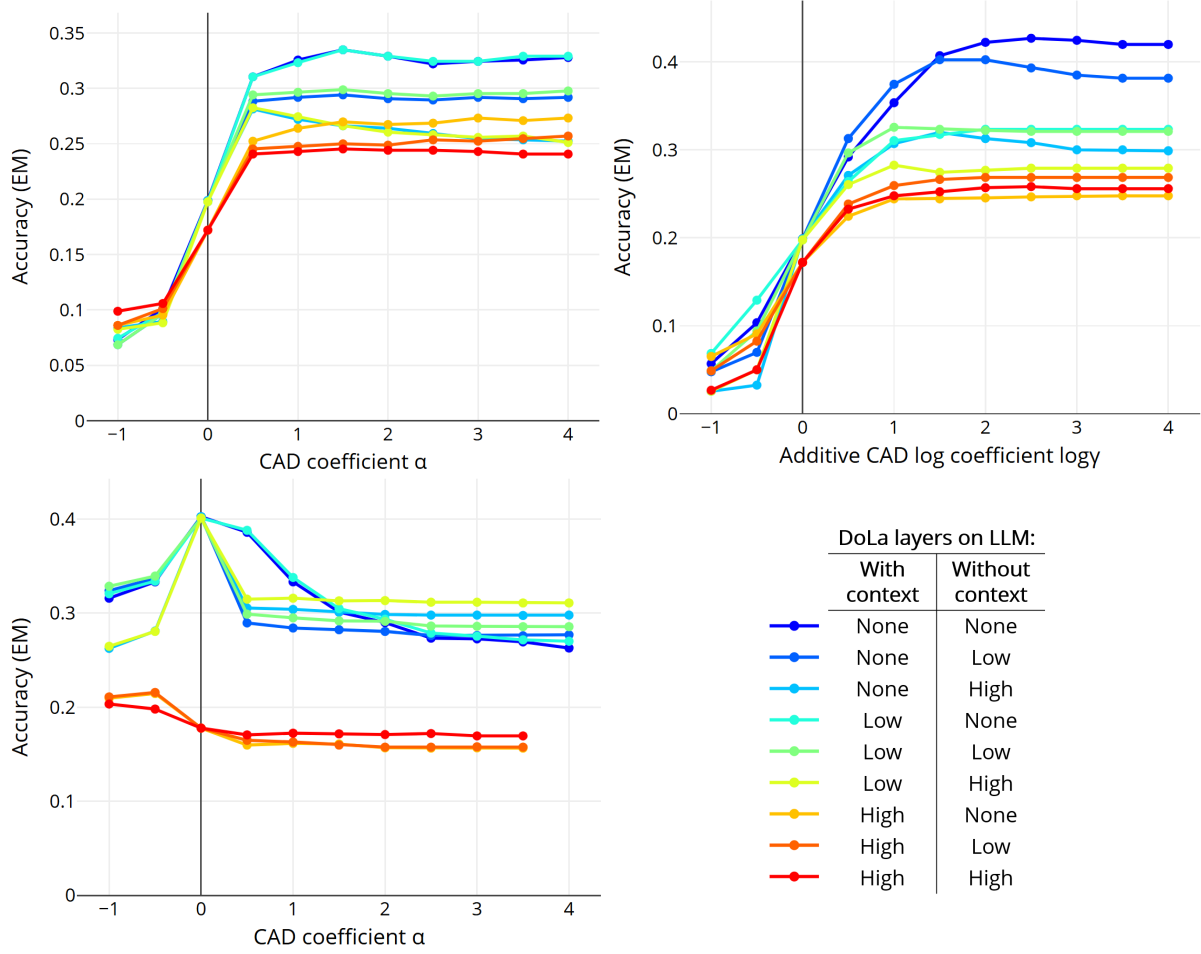 0.35
0.3
0.25
0.2
0.15
0.1
0.05
0
−1 0 1 2 3 4
Accuracy (EM)
CAD coefficient α
0.4
0.3
0.2
0.1
0
−1 0 1 2 3 4
Accuracy (EM)
Additive CAD log coefficient logγ
0.4
0.3
0.2
0.1
0
−1 0 1 2 3 4
Accuracy (EM)
CAD coefficient α
DoLa layers on LLM:
With Without
context context
None None
None Low
None High
Low None
Low Low
Low High
High None
High Low
High High